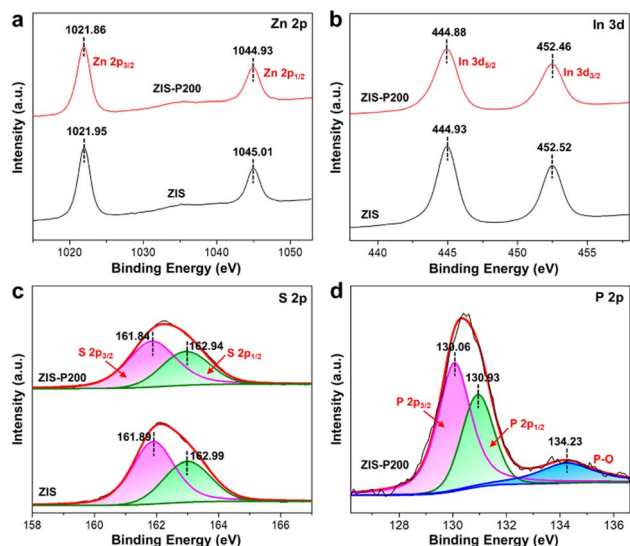 a
Zn 2p
1021.86
Zn 2p3/2
1044.93
Zn 2p1/2
ZIS-P200
1021.95
1045.01
ZIS
Intensity (a.u.)
1020
1030
1040
1050
Binding Energy (eV)
b
In 3d
444.88
In 3d5/2
452.46
In 3d3/2
ZIS-P200
444.93
452.52
ZIS
Intensity (a.u.)
440
445
450
455
Binding Energy (eV)
c
S 2p
161.84
162.94
S 2p3/2
S 2p1/2
ZIS-P200
161.89
162.99
ZIS
Intensity (a.u.)
158
160
162
164
166
Binding Energy (eV)
d
P 2p
130.06
130.93
P 2p3/2
P 2p1/2
134.23
P-O
ZIS-P200
Intensity (a.u.)
128
130
132
134
136
Binding Energy (eV)